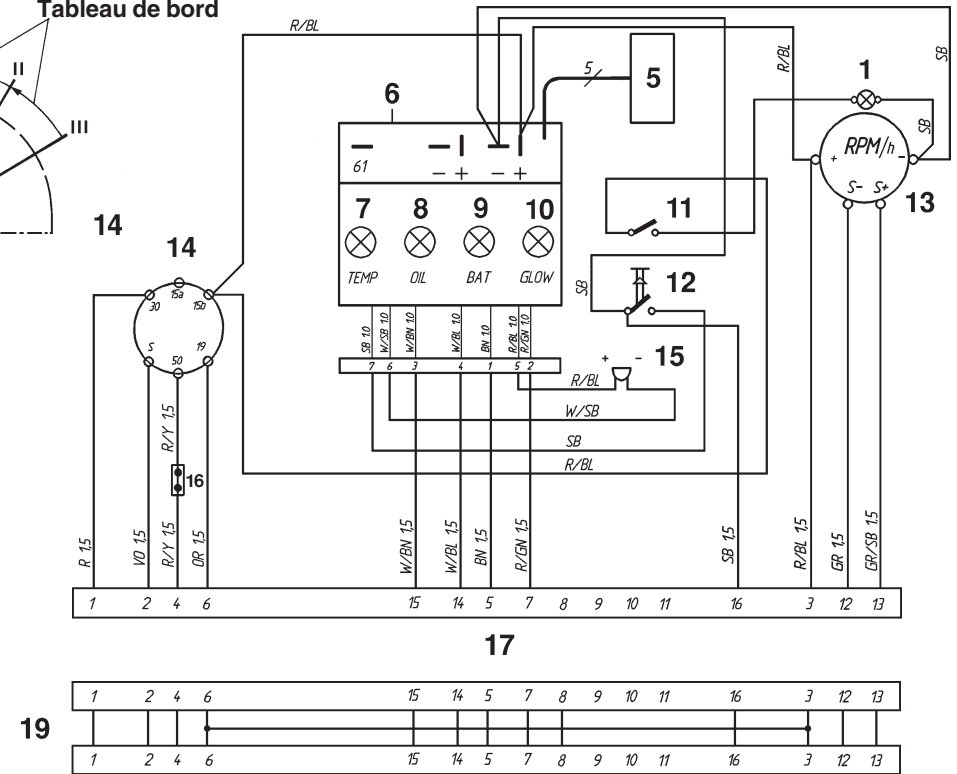 Tableau de bord
R/BL
II
III
6
5
5
R/BL
SB
1
SB
61
- + - +
RPM/h
+ -
S- S+
13
7 8 9 10
TEMP OIL BAT GLOW
11
14
14
30 15a 15b
S 50 19
SB
12
SB 1.0
W/SB 1.0
W/BN 1.0
W/BL 1.0
BN 1.0
R/BL 1.0
R/GN 1.0
7 6 3 4 1 5 2
+ -
15
R/BL
W/SB
SB
R/BL
16
R/Y 1,5
R 1,5
VO 1,5
R/Y 1,5
OR 1,5
W/BN 1,5
W/BL 1,5
BN 1,5
R/GN 1,5
SB 1,5
R/BL 1,5
GR 1,5
GR/SB 1,5
1 2 4 6 15 14 5 7 8 9 10 11 16 3 12 13
17
1 2 4 6 15 14 5 7 8 9 10 11 16 3 12 13
19
1 2 4 6 15 14 5 7 8 9 10 11 16 3 12 13